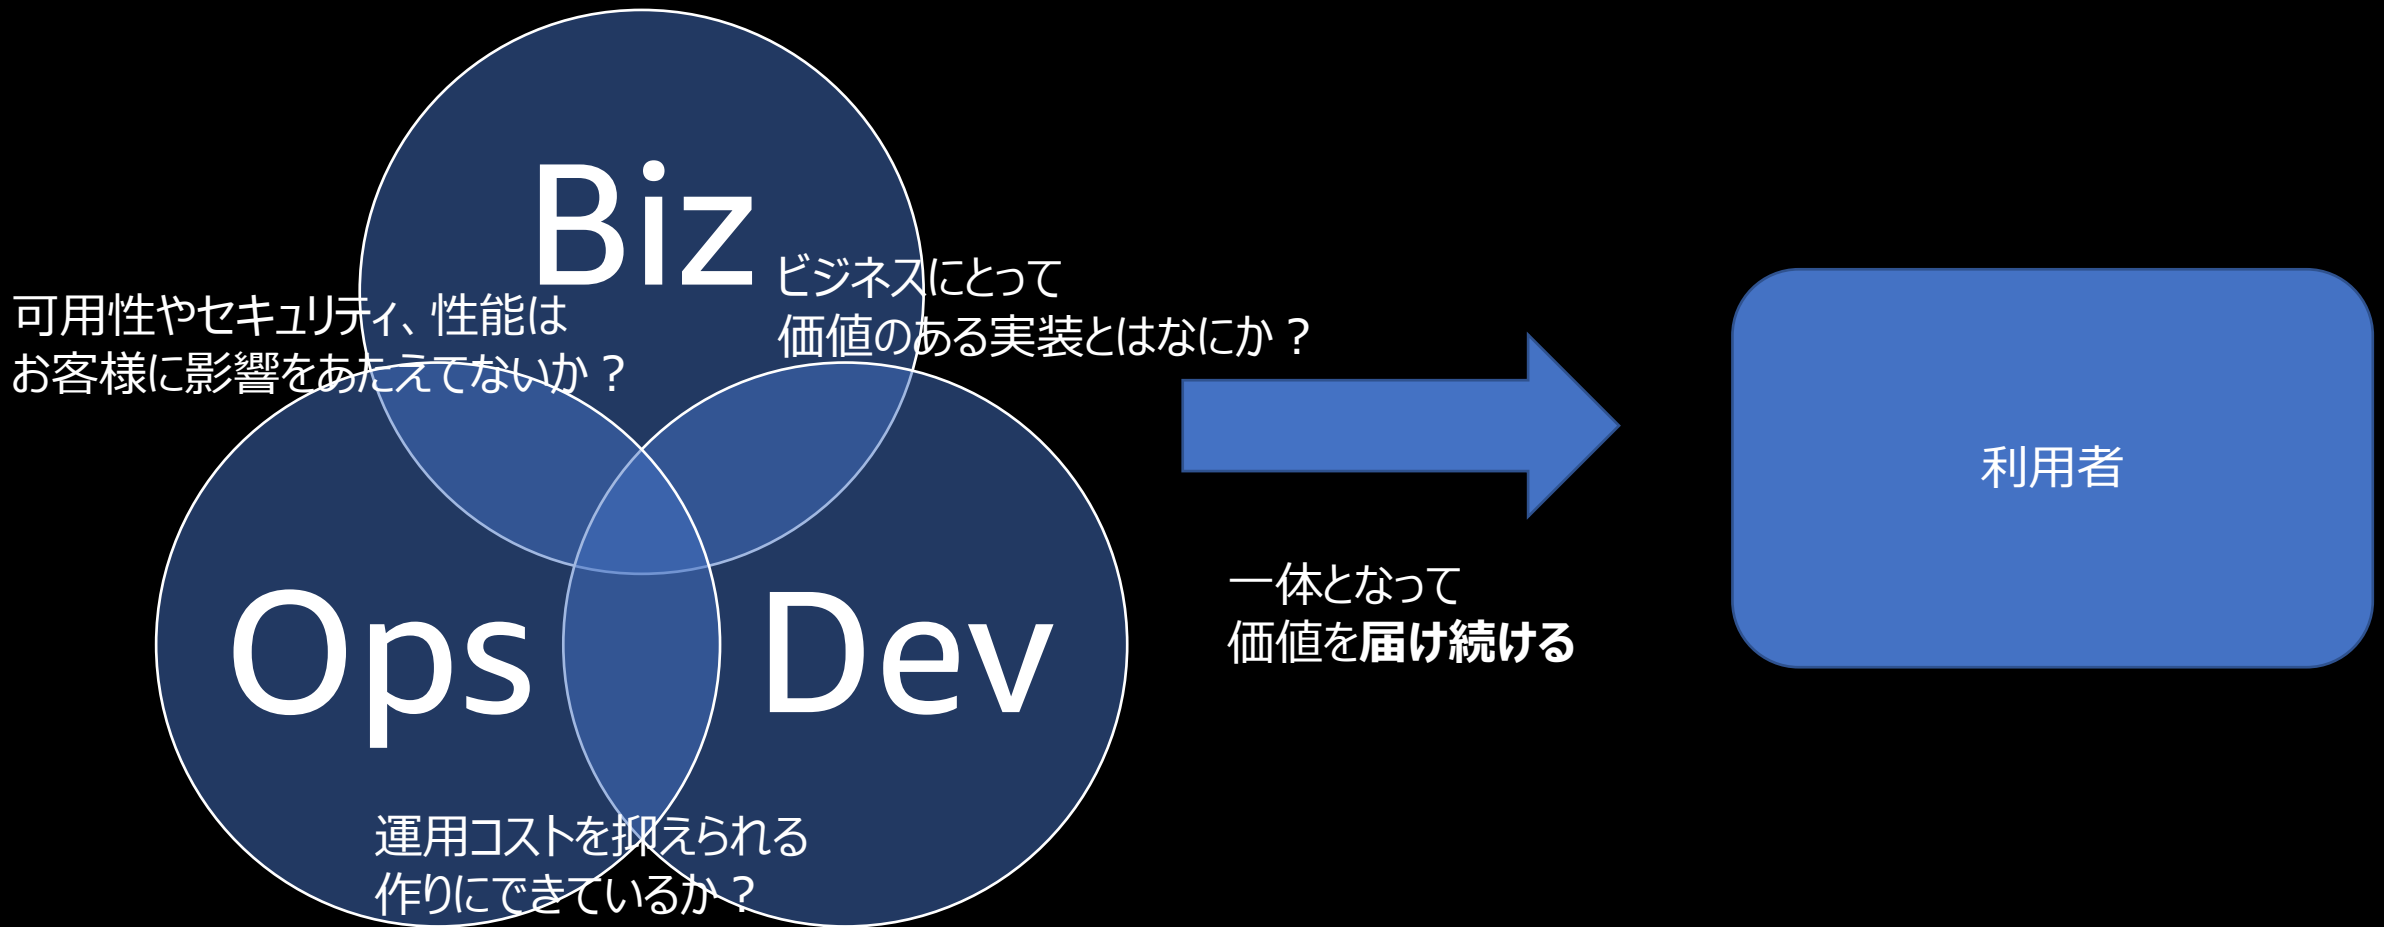 Biz
可用性やセキュリティ、性能は
お客様に影響をあたえてないか？
ビジネスにとって
価値のある実装とはなにか？
Ops
Dev
運用コストを抑えられる
作りにできているか？
一体となって
価値を届け続ける
利用者